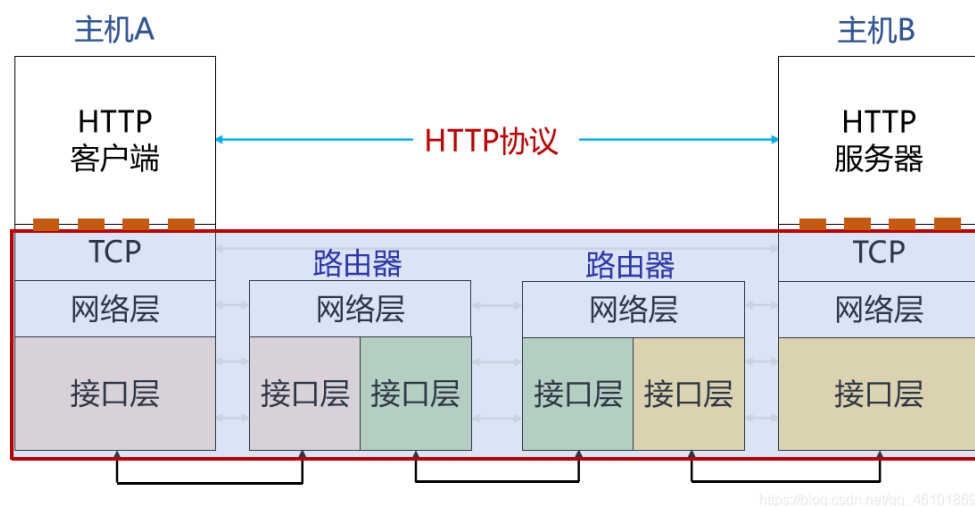 主机A
主机B
HTTP
客户端
HTTP协议
HTTP
服务器
TCP
路由器
路由器
TCP
网络层
网络层
网络层
网络层
接口层
接口层
接口层
接口层
接口层
接口层
https://blog.csdn.net/qq_46101869